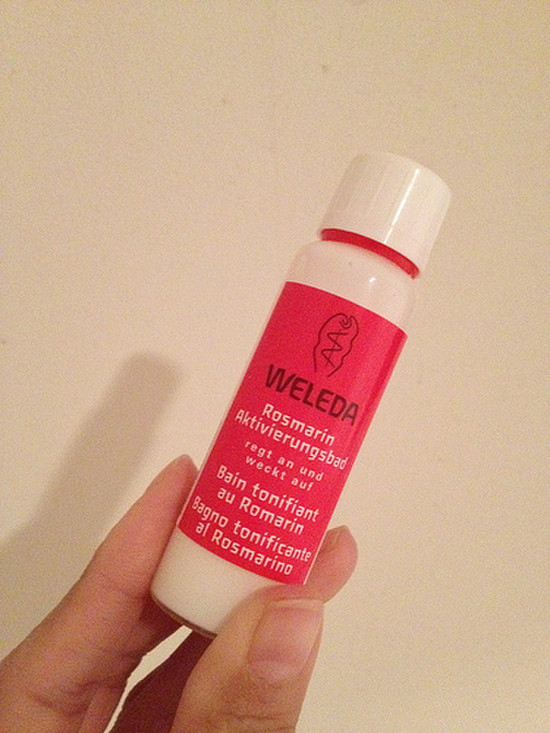 WELEDA
Rosmarin
Aktivierungsbad
regt an und
weckt auf
Bain tonifiant
au Romarin
Bagno tonificante
al Rosmarino